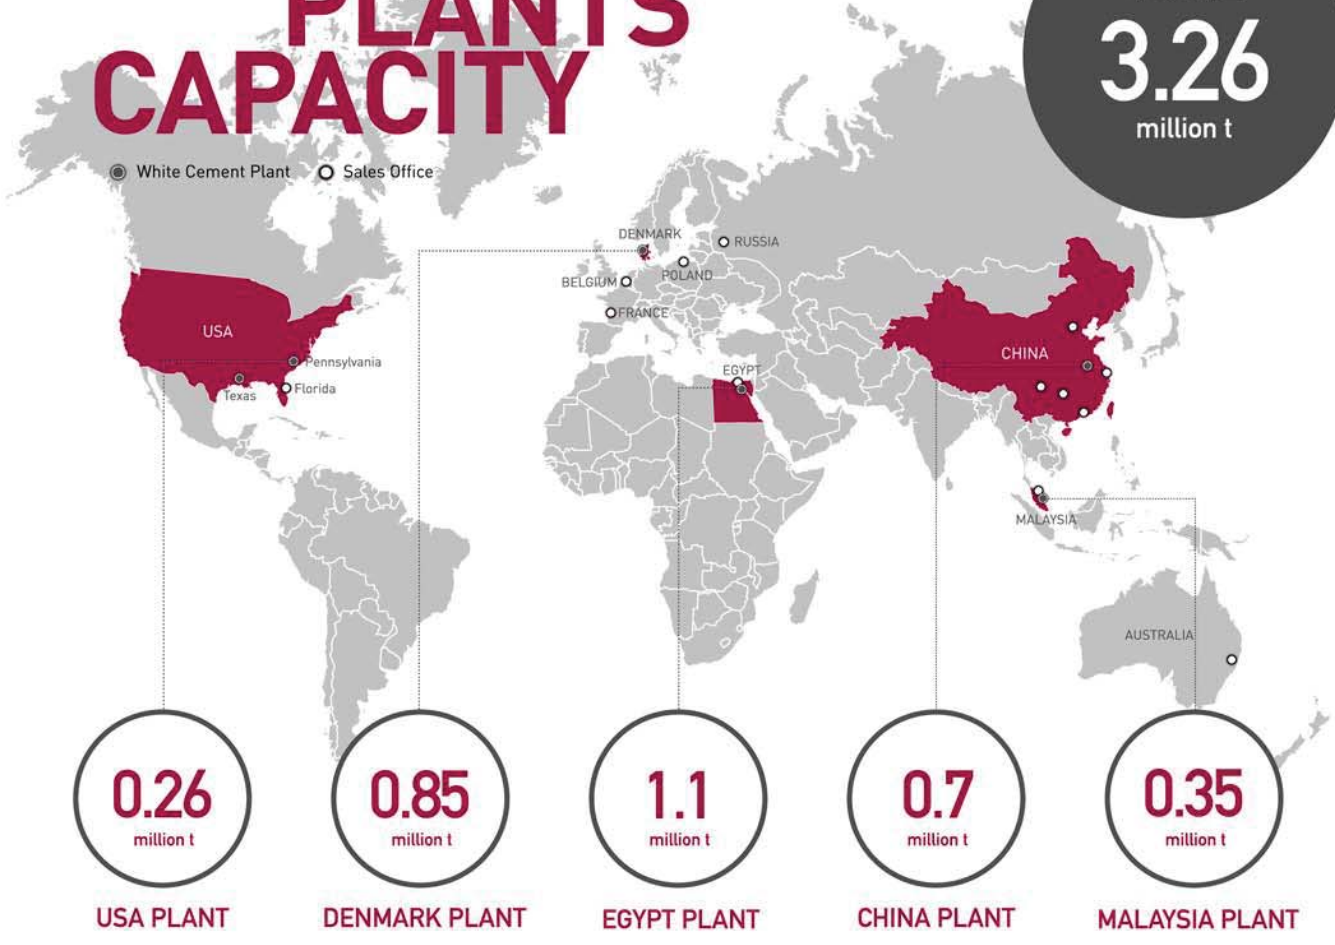 PLANTS
CAPACITY
3.26
million t
White Cement Plant
Sales Office
DENMARK
RUSSIA
POLAND
BELGIUM
FRANCE
USA
Pennsylvania
Texas
Florida
EGYPT
CHINA
MALAYSIA
AUSTRALIA
0.26
million t
USA PLANT
0.85
million t
DENMARK PLANT
1.1
million t
EGYPT PLANT
0.7
million t
CHINA PLANT
0.35
million t
MALAYSIA PLANT